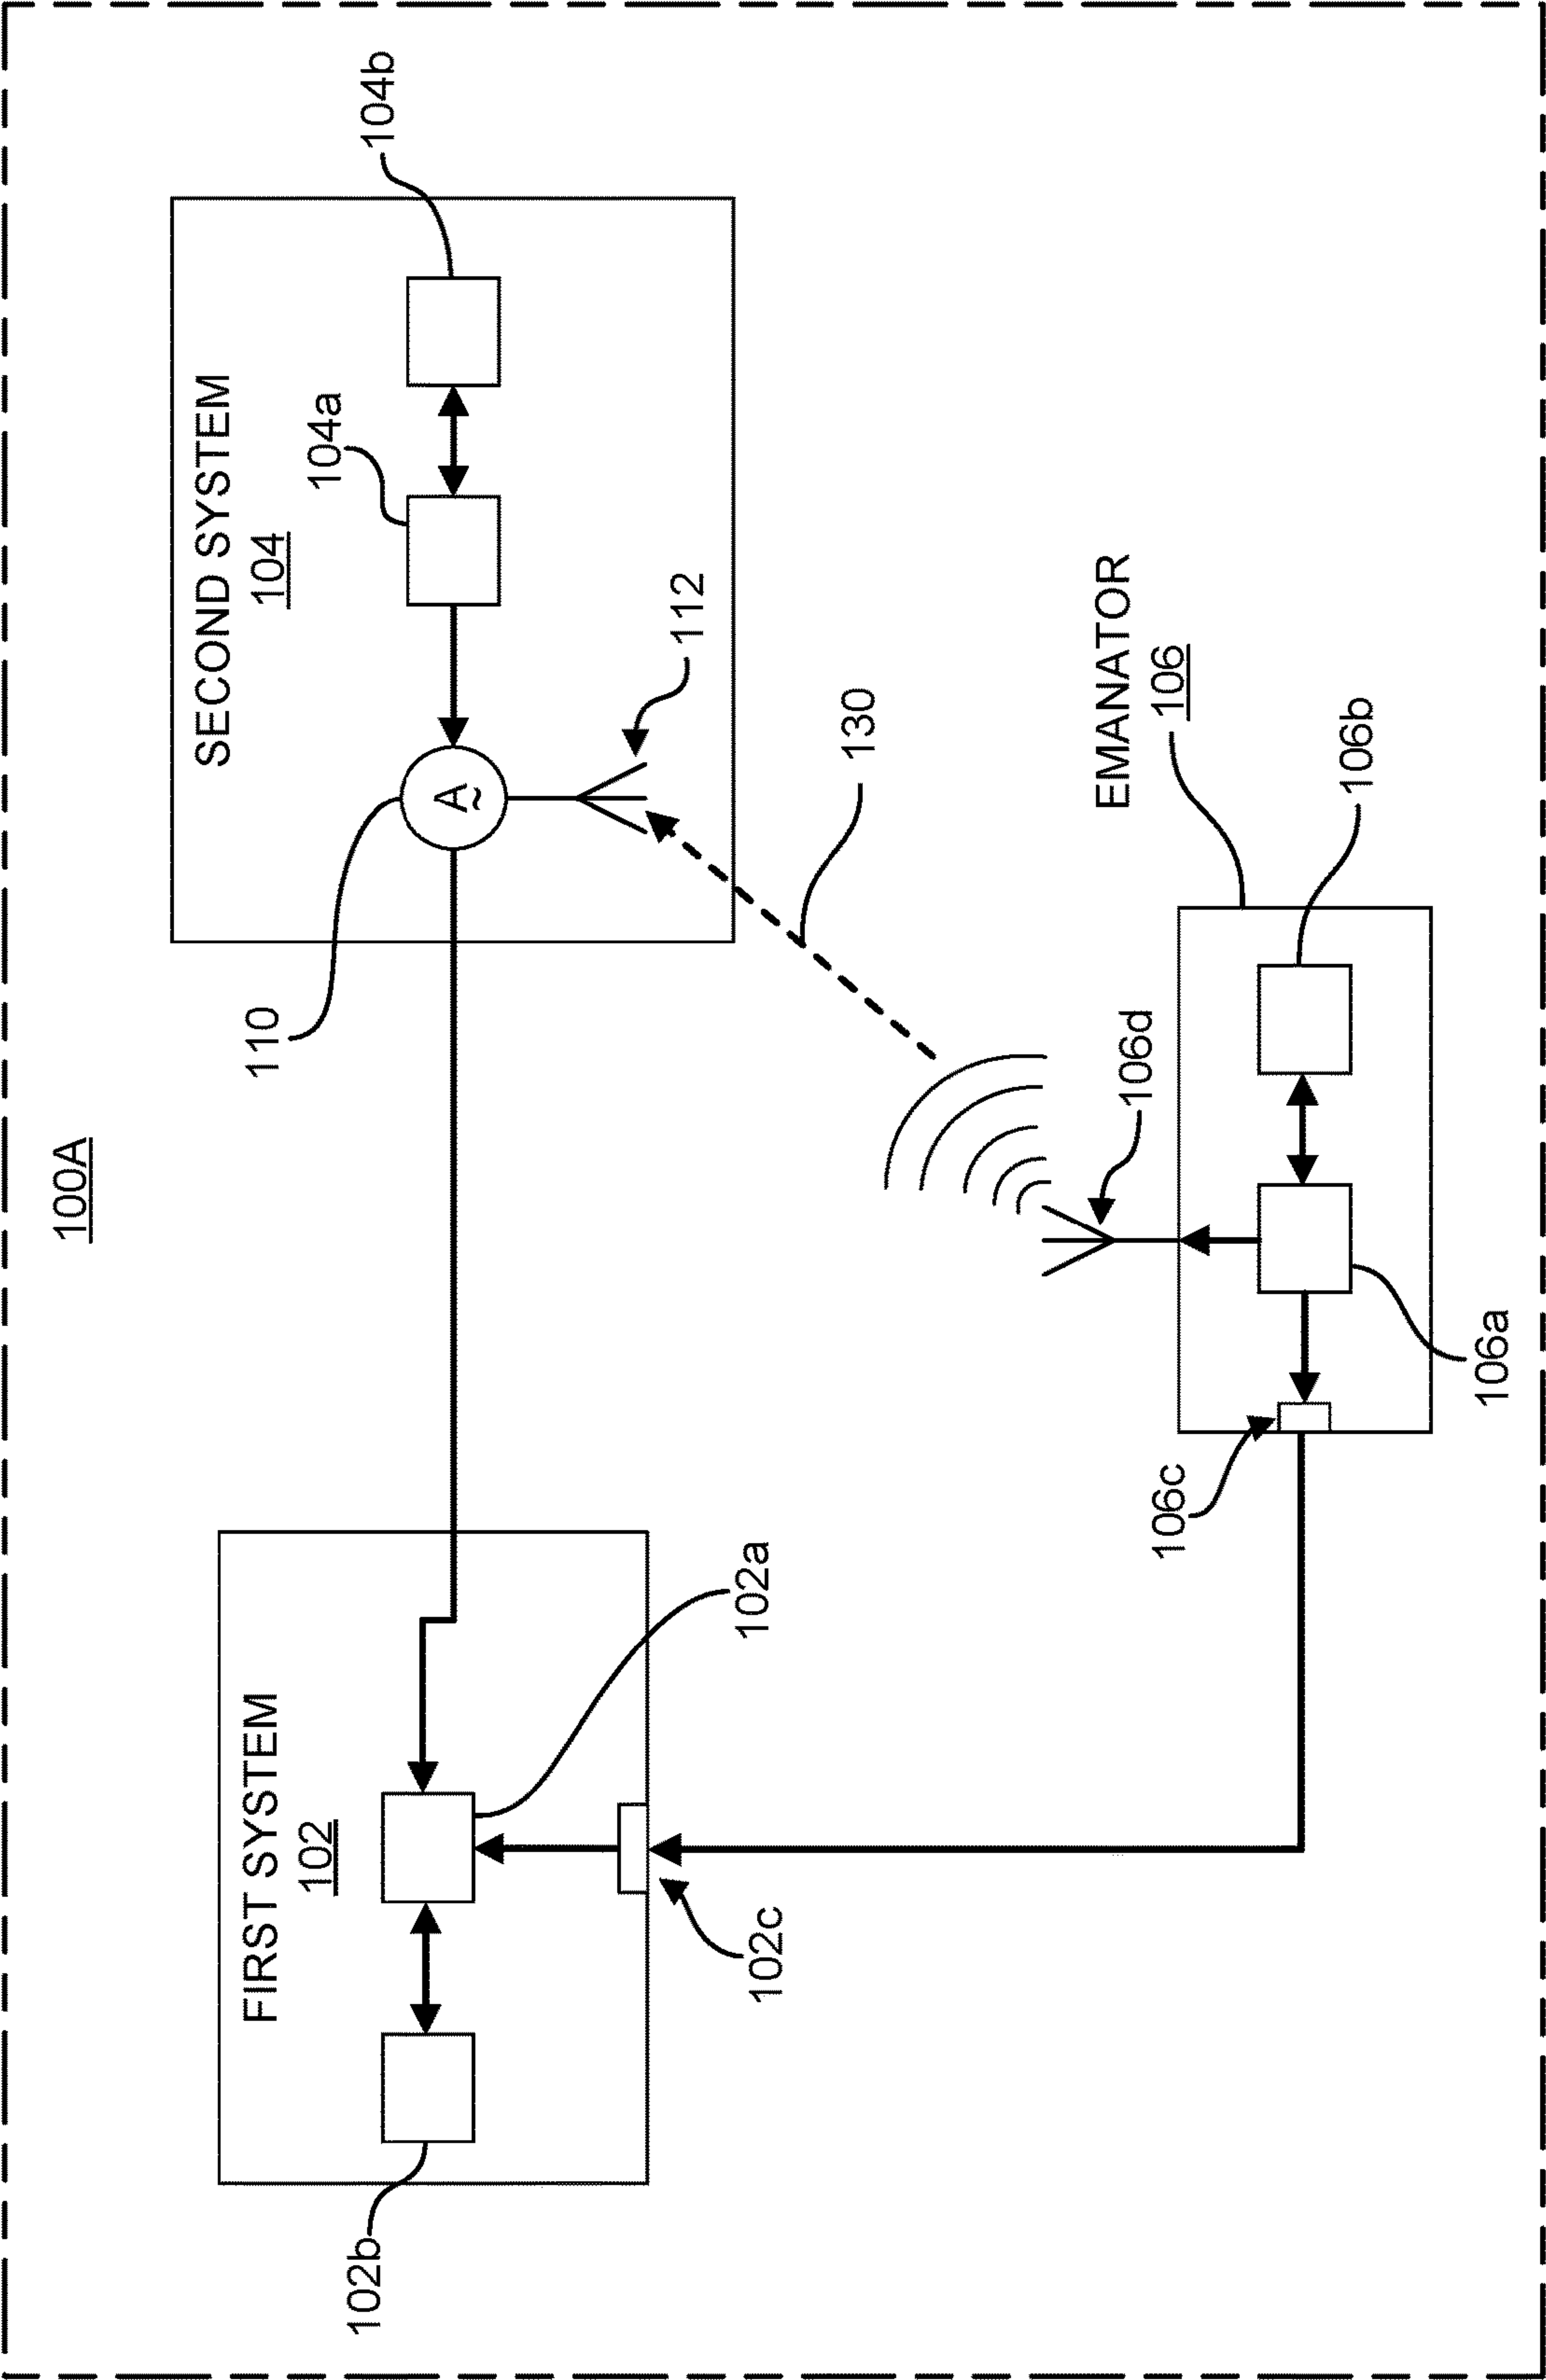 100A
FIRST SYSTEM
102
102b
102a
102c
110
SECOND SYSTEM
104
104a
104b
Ã
112
130
EMANATOR
106
106d
106c
106b
106a